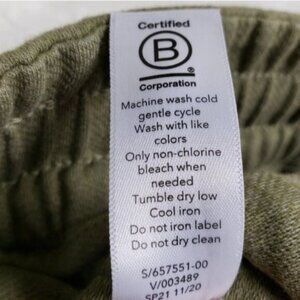 Certified
B
Corporation
Machine wash cold
gentle cycle
Wash with like
colors
Only non-chlorine
bleach when
needed
Tumble dry low
Cool iron
Do not iron label
Do not dry clean
S/657551-00
V/003489
SP21 11/20